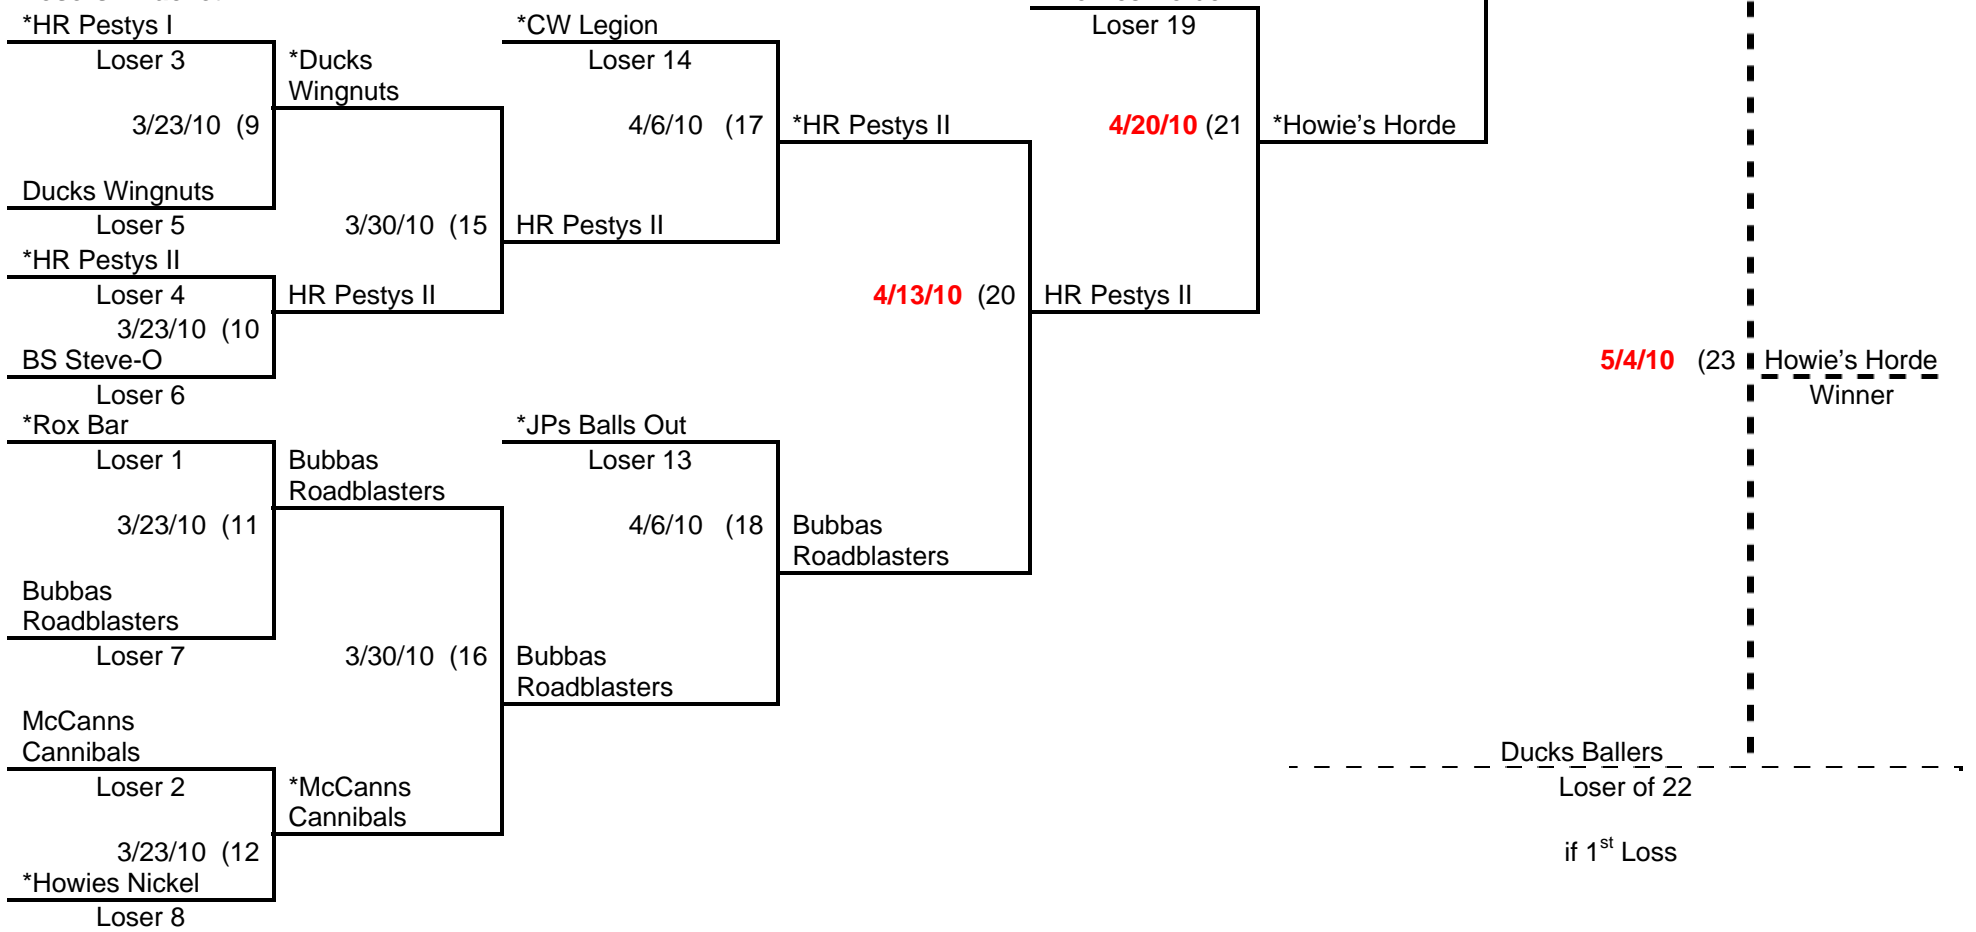 *HR Pestys I
*CW Legion
Loser 19
Loser 3
*Ducks
Wingnuts
Loser 14
3/23/10 (9
4/6/10 (17
*HR Pestys II
4/20/10 (21
*Howie's Horde
Ducks Wingnuts
Loser 5
3/30/10 (15
HR Pestys II
*HR Pestys II
Loser 4
HR Pestys II
4/13/10 (20
HR Pestys II
3/23/10 (10
BS Steve-O
5/4/10 (23
Howie's Horde
Loser 6
Winner
*Rox Bar
*JPs Balls Out
Loser 1
Bubbas
Roadblasters
Loser 13
3/23/10 (11
4/6/10 (18
Bubbas
Roadblasters
Bubbas
Roadblasters
Loser 7
3/30/10 (16
Bubbas
Roadblasters
McCanns
Cannibals
Ducks Ballers
Loser 2
*McCanns
Cannibals
Loser of 22
3/23/10 (12
if 1st Loss
*Howies Nickel
Loser 8